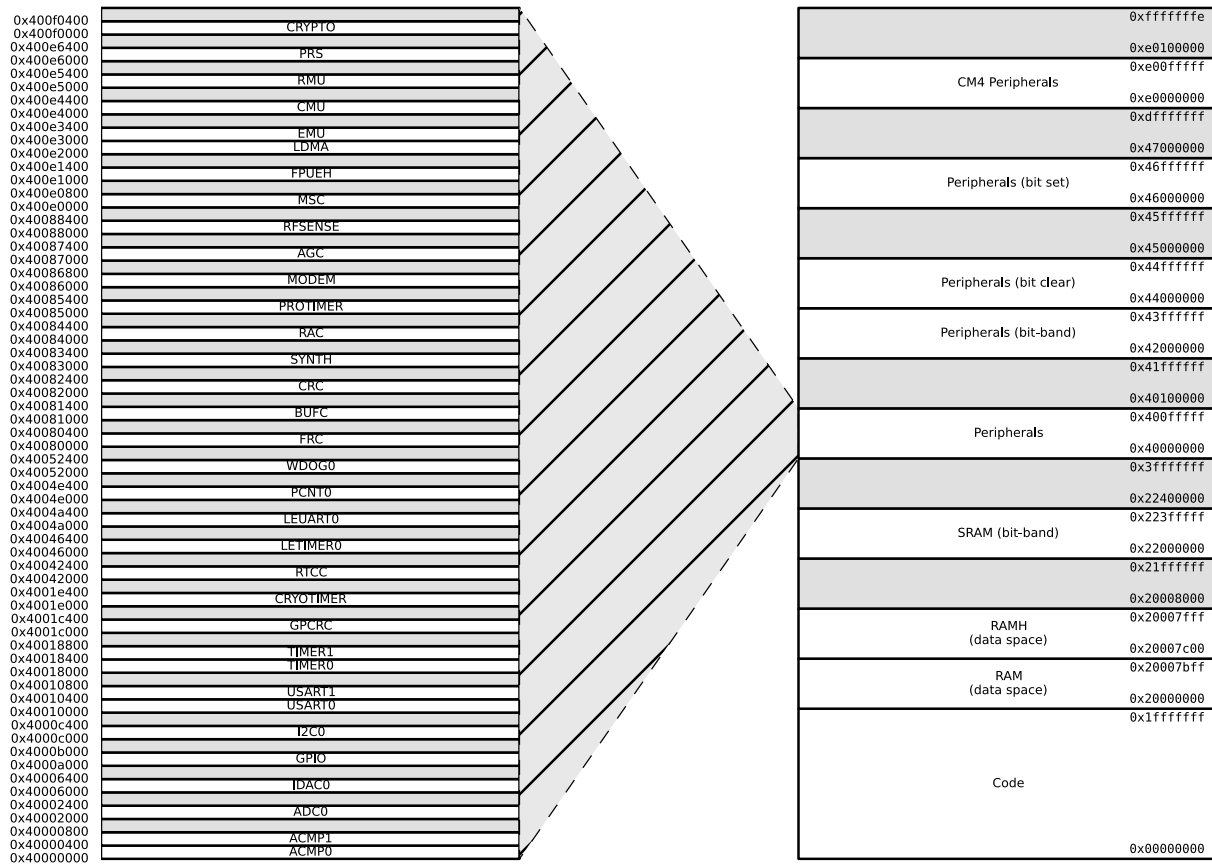 0x400f0400
CRYPTO
0x400f0000
0x400e6400
PRS
0x400e6000
0x400e5400
RMU
0x400e5000
0x400e4400
CMU
0x400e4000
0x400e3400
EMU
0x400e3000
LDMA
0x400e2000
0x400e1400
FPUEH
0x400e1000
0x400e0800
MSC
0x400e0000
0x40088400
RFSENSE
0x40088000
0x40087400
AGC
0x40087000
0x40086800
MODEM
0x40086000
0x40085400
PROTIMER
0x40085000
0x40084400
RAC
0x40084000
0x40083400
SYNTH
0x40083000
0x40082400
CRC
0x40082000
0x40081400
BUFC
0x40081000
0x40080400
FRC
0x40080000
0x40052400
WDOG0
0x40052000
0x4004e400
PCNT0
0x4004e000
0x4004a400
LEUART0
0x4004a000
0x40046400
LETIMER0
0x40046000
0x40042400
RTCC
0x40042000
0x4001e400
CRYOTIMER
0x4001e000
0x4001c400
GPCRC
0x4001c000
0x40018800
TIMER1
0x40018400
TIMER0
0x40018000
0x40010800
USART1
0x40010400
USART0
0x40010000
0x4000c400
I2C0
0x4000c000
0x4000b000
GPIO
0x4000a000
0x40006400
IDAC0
0x40006000
0x40002400
ADC0
0x40002000
0x40000800
ACMP1
0x40000400
ACMP0
0x40000000
0xfffffffe
0xe0100000
0xe00fffff
CM4 Peripherals
0xe0000000
0xdfffffff
0x47000000
0x46ffffff
Peripherals (bit set)
0x46000000
0x45ffffff
0x45000000
0x44ffffff
Peripherals (bit clear)
0x44000000
0x43ffffff
Peripherals (bit-band)
0x42000000
0x41ffffff
0x40100000
0x400fffff
Peripherals
0x40000000
0x3fffffff
0x22400000
0x223fffff
SRAM (bit-band)
0x22000000
0x21ffffff
0x20008000
0x20007fff
RAMH
(data space)
0x20007c00
0x20007bff
RAM
(data space)
0x20000000
0x1fffffff
Code
0x00000000